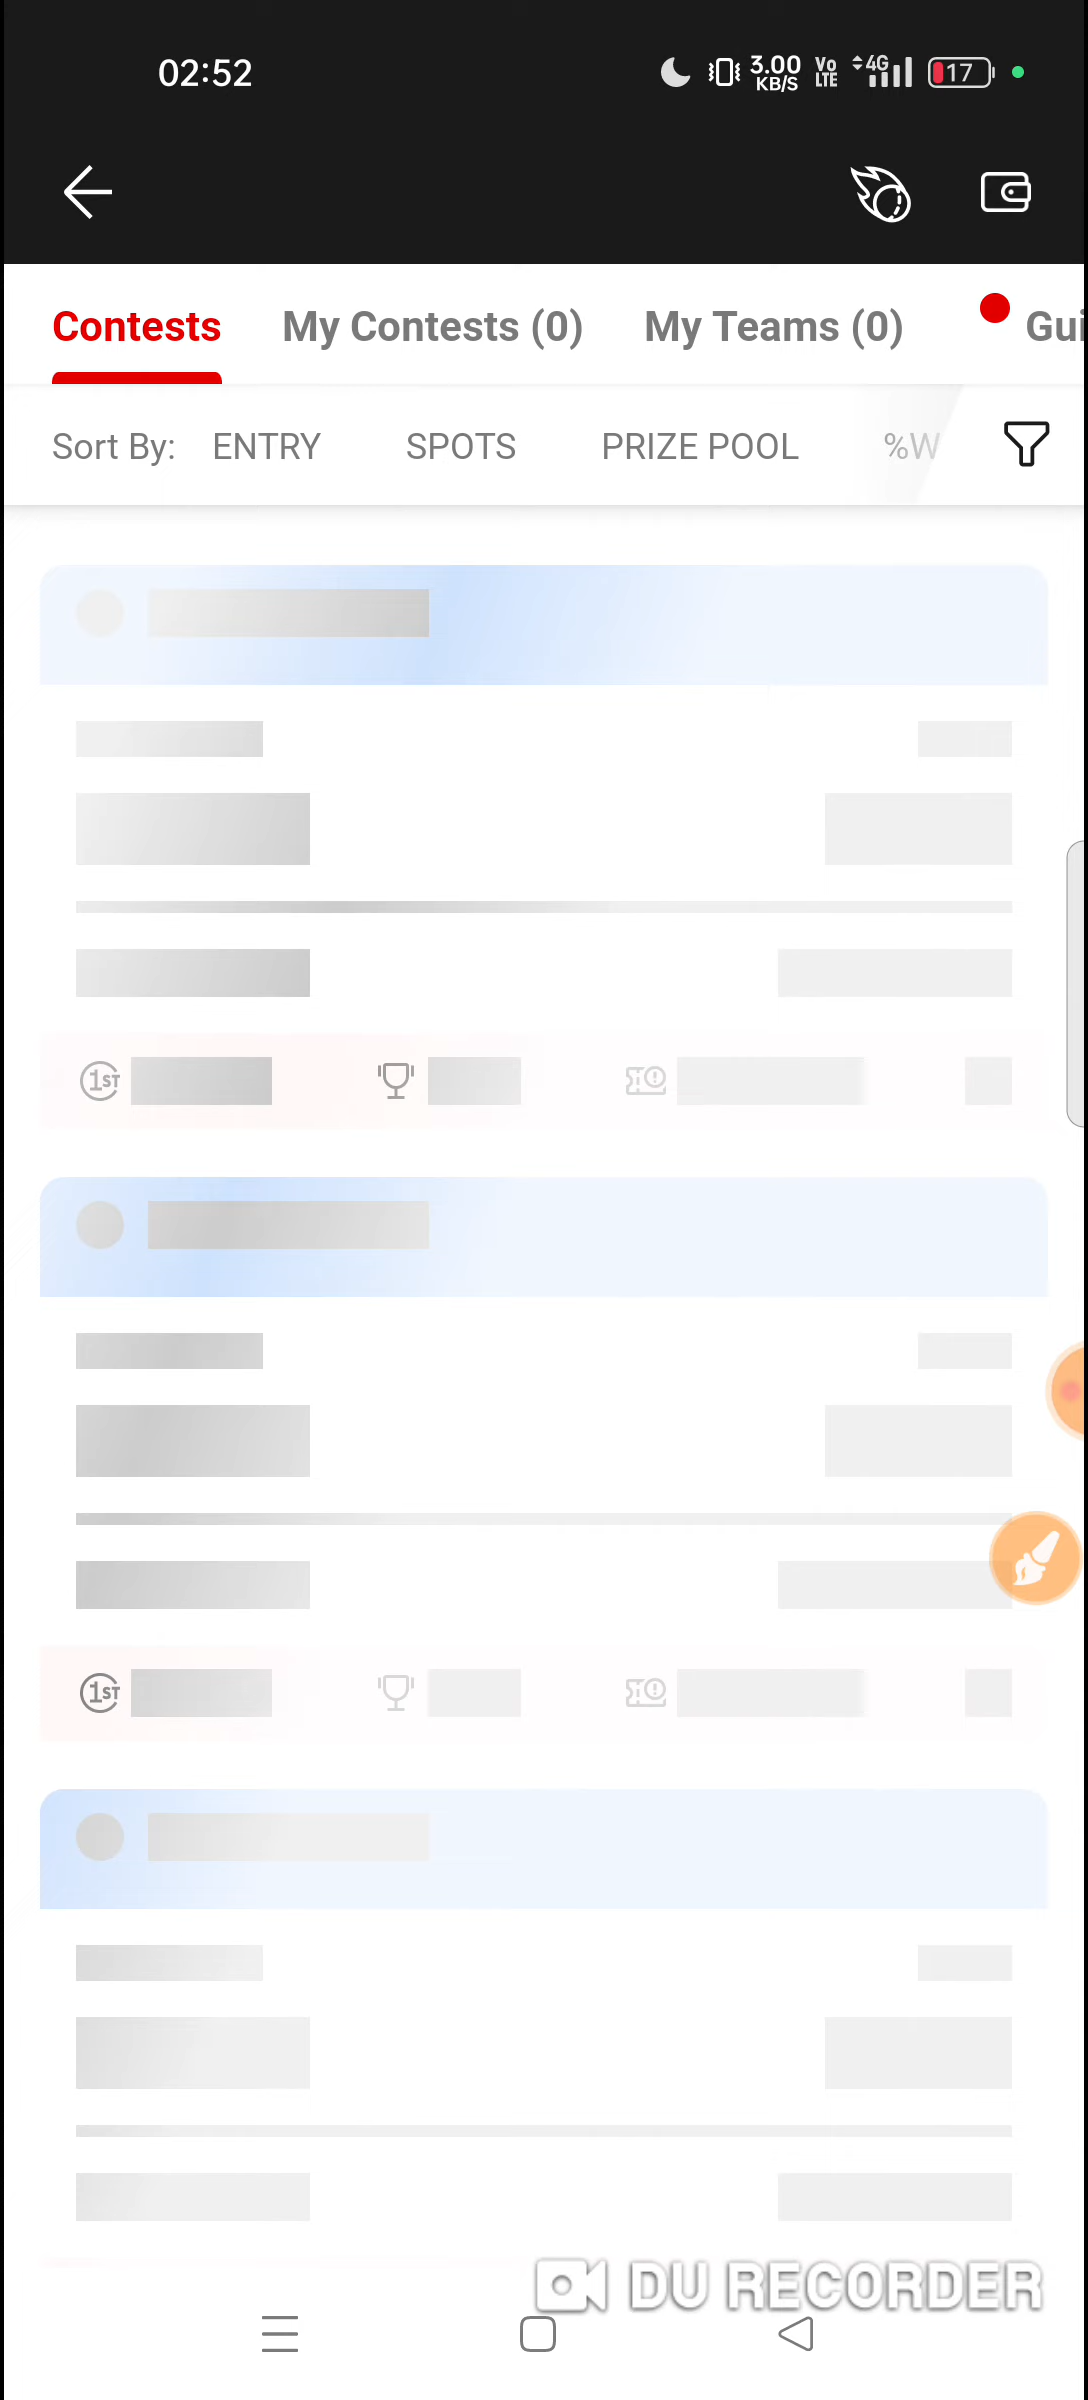 02:52
3.00 KB/S Vo LTE 4G 17
Contests My Contests (0) My Teams (0) Gui
Sort By: ENTRY SPOTS PRIZE POOL %W
1ST
1ST
DU RECORDER